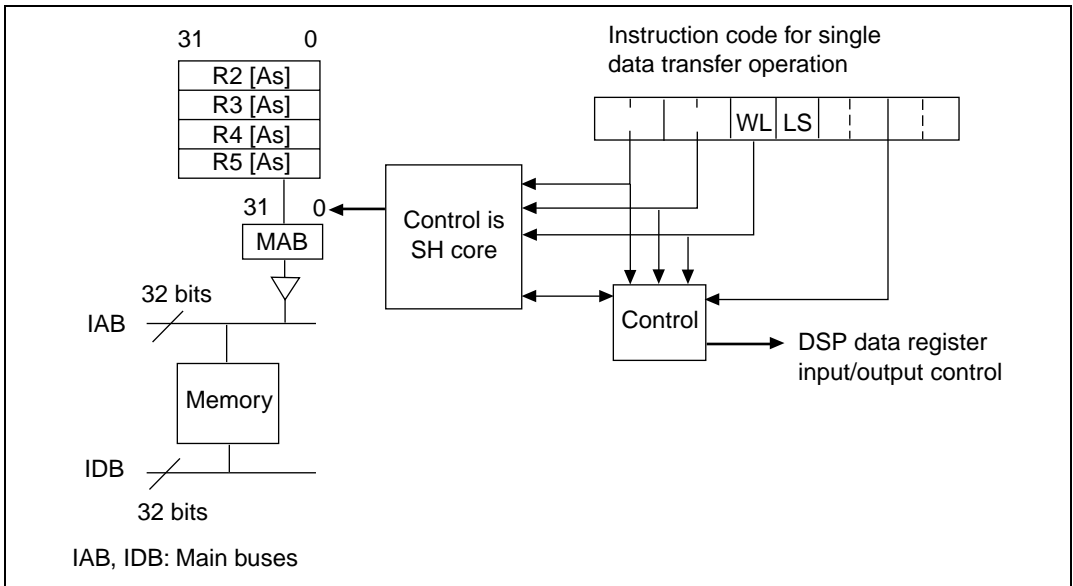 31 0
R2 [As]
R3 [As]
R4 [As]
R5 [As]
31 0
MAB
32 bits
IAB
Memory
IDB
32 bits
IAB, IDB: Main buses
Control is
SH core
Instruction code for single
data transfer operation
WL LS
Control
DSP data register
input/output control